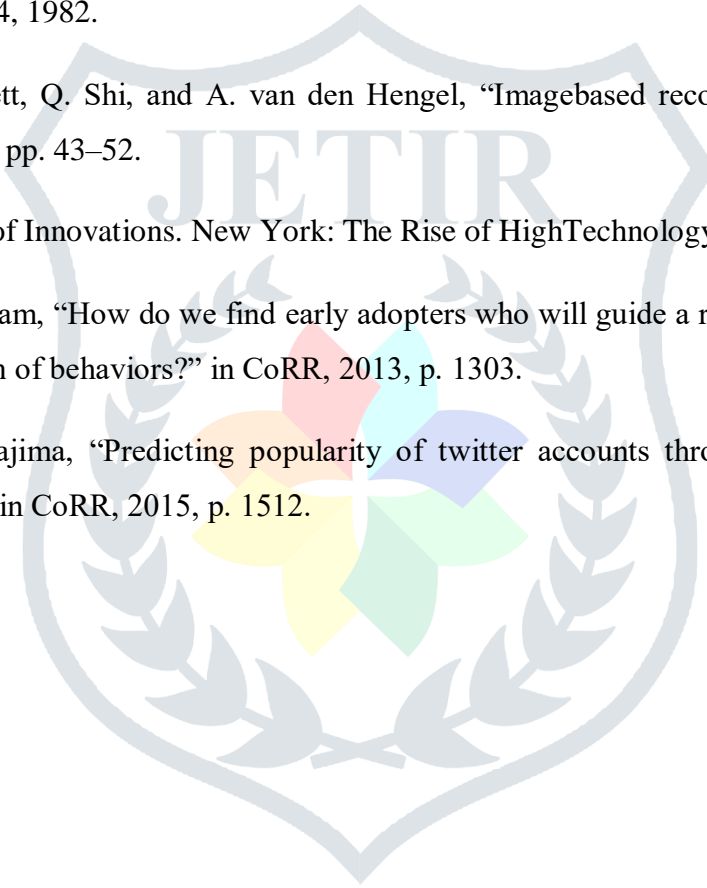 4, 1982.
ett, Q. Shi, and A. van den Hengel, “Imagebased reco
pp. 43–52.
JETIR
of Innovations. New York: The Rise of HighTechnology
am, “How do we find early adopters who will guide a r
n of behaviors?” in CoRR, 2013, p. 1303.
ajima, “Predicting popularity of twitter accounts thro
in CoRR, 2015, p. 1512.